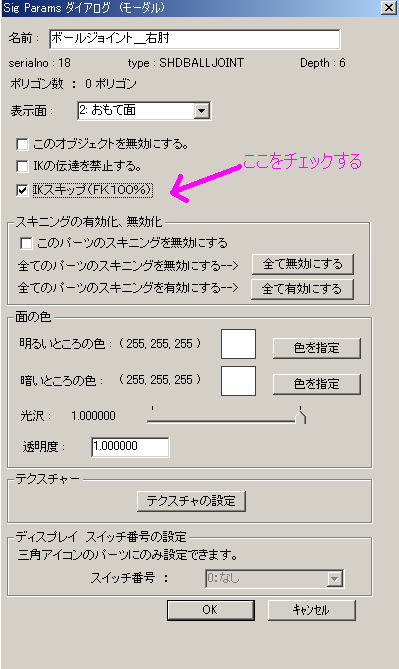 Sig Params ダイアログ (モーダル)
名前: ボールジョイント__右肘
serialno : 18 type : SHDBALLJOINT Depth : 6
ポリゴン数 : 0 ポリゴン
表示面: 2: おもて面
このオブジェクトを無効にする。
IKの伝達を禁止する。
ここをチェックする
IKスキップ(FK100%)
スキニングの有効化、無効化
このパーツのスキニングを無効にする
全てのパーツのスキニングを無効にする--> 全て無効にする
全てのパーツのスキニングを有効にする--> 全て有効にする
面の色
明るいところの色: ( 255, 255, 255 ) 色を指定
暗いところの色: ( 255, 255, 255 ) 色を指定
光沢: 1.000000
透明度: 1.000000
テクスチャー
テクスチャの設定
ディスプレイ スイッチ番号の設定
三角アイコンのパーツにのみ設定できます。
スイッチ番号 : 0:なし
OK キャンセル